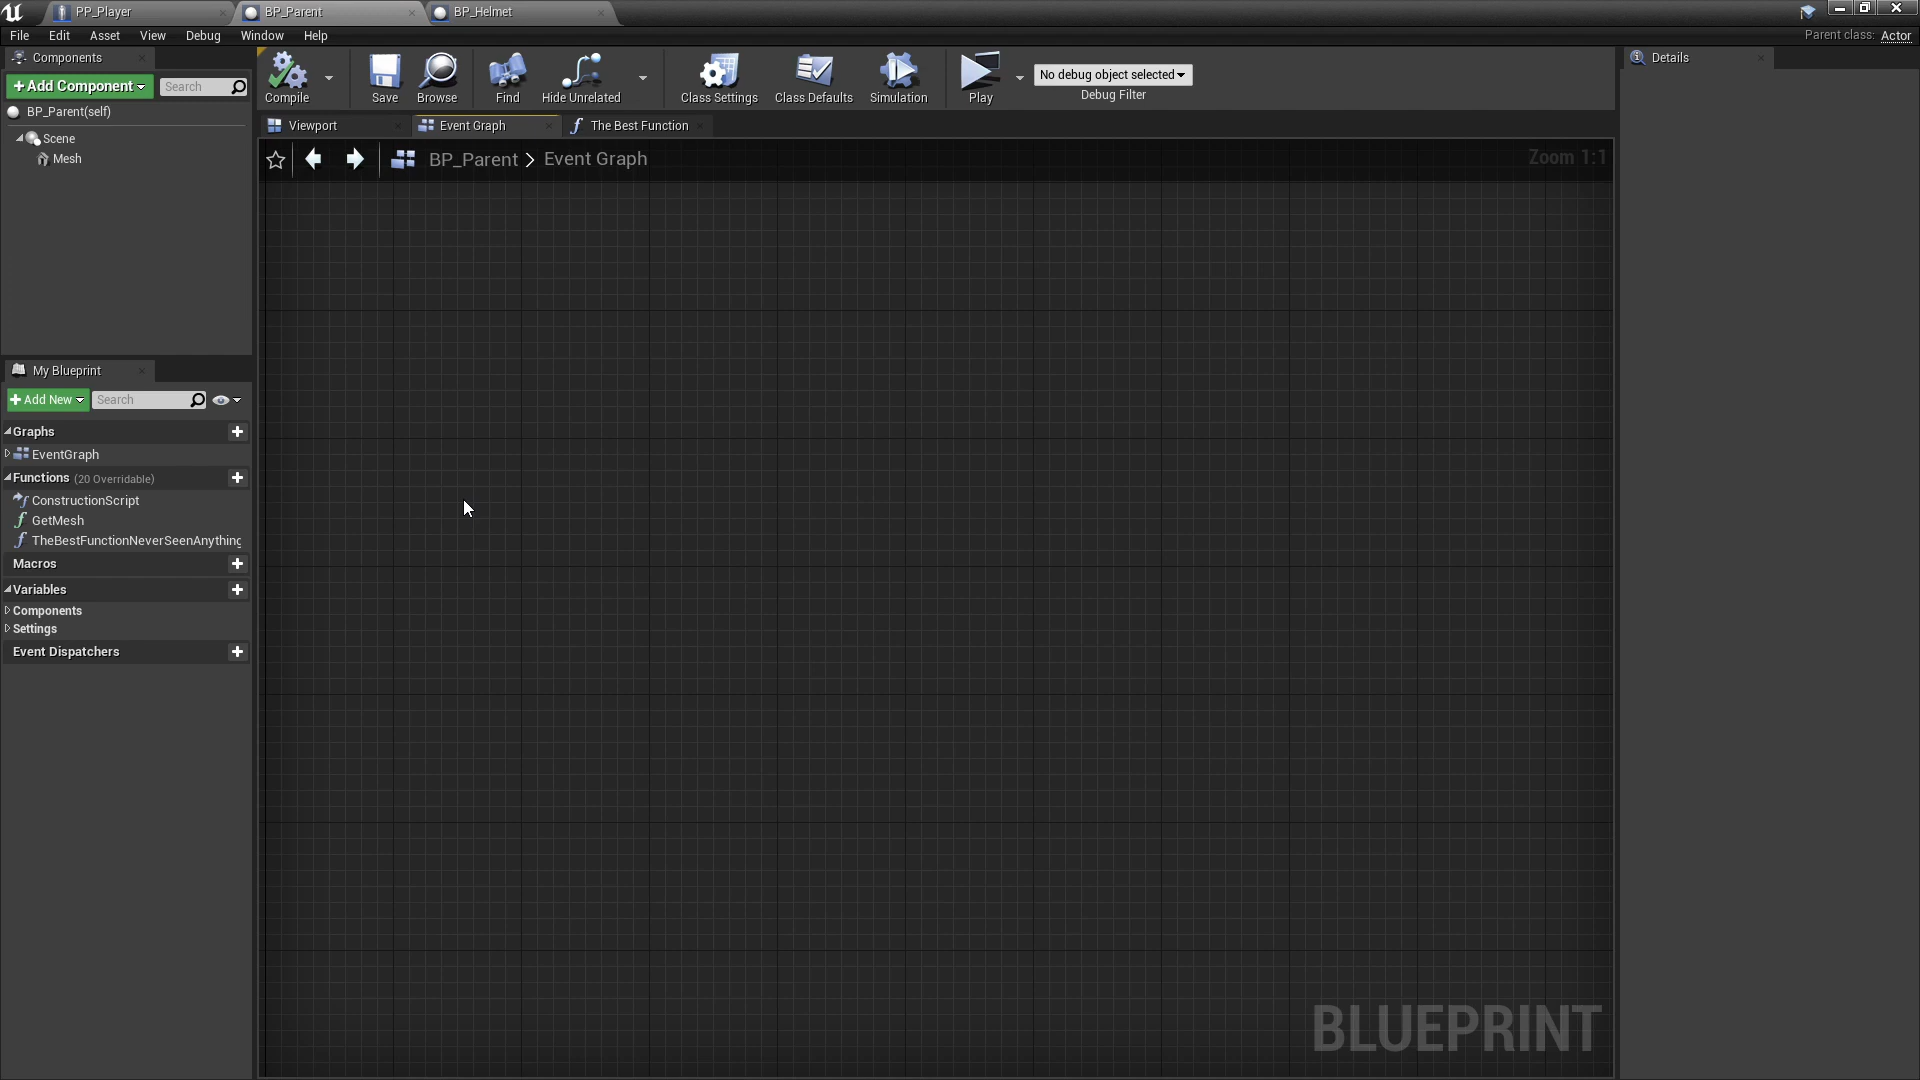 PP_Player
BP_Parent
BP_Helmet
File Edit Asset View Debug Window Help
Parent class: Actor
Components
+Add Component
Search
BP_Parent(self)
Scene
Mesh
Compile
Save
Browse
Find
Hide Unrelated
Class Settings
Class Defaults
Simulation
Play
No debug object selected
Debug Filter
Details
Viewport
Event Graph
The Best Function
BP_Parent > Event Graph
Zoom 1:1
My Blueprint
+Add New
Search
Graphs
EventGraph
Functions (20 Overridable)
ConstructionScript
GetMesh
TheBestFunctionNeverSeenAnything
Macros
Variables
Components
Settings
Event Dispatchers
BLUEPRINT